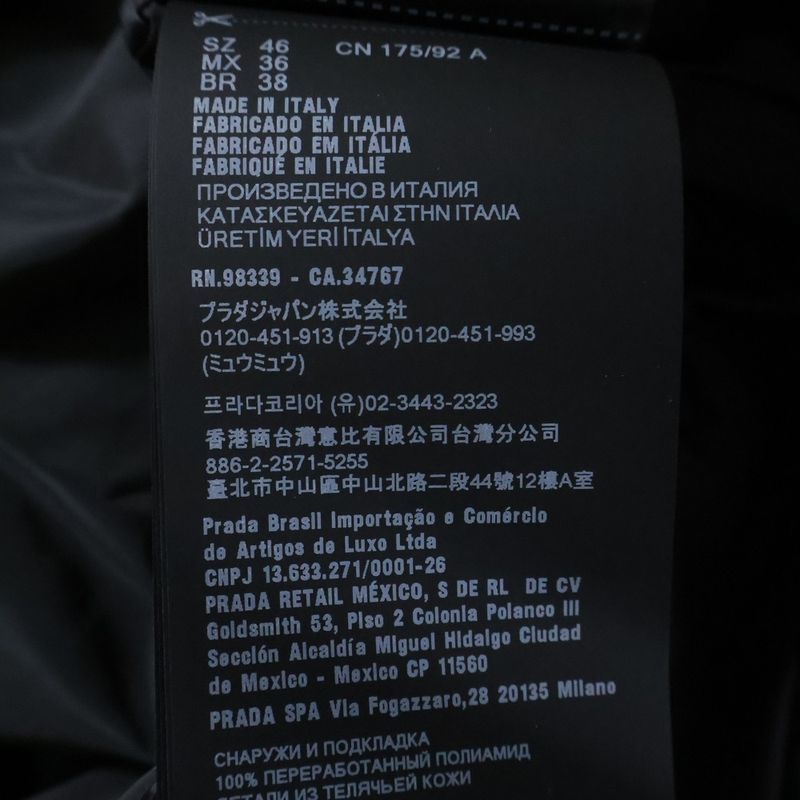 SZ 46 CN 175/92 A
MX 36
BR 38
MADE IN ITALY
FABRICADO EN ITALIA
FABRICADO EM ITÁLIA
FABRIQUÉ EN ITALIE
ПРОИЗВЕДЕНО В ИТАЛИЯ
ΚΑΤΑΣΚΕΥΑΖΕΤΑΙ ΣΤΗΝ ΙΤΑΛΙΑ
ÜRETİM YERİ İTALYA
RN.98339 - CA.34767
プラダジャパン株式会社
0120-451-913 (プラダ)0120-451-993
(ミュウミュウ)
프라다코리아 (유)02-3443-2323
香港商台灣意比有限公司台灣分公司
886-2-2571-5255
臺北市中山區中山北路二段44號12樓A室
Prada Brasil Importação e Comércio
de Artigos de Luxo Ltda
CNPJ 13.633.271/0001-26
PRADA RETAIL MÉXICO, S DE RL DE CV
Goldsmith 53, Piso 2 Colonia Polanco III
Sección Alcaldía Miguel Hidalgo Ciudad
de Mexico - Mexico CP 11560
PRADA SPA Via Fogazzaro,28 20135 Milano
СНАРУЖИ И ПОДКЛАДКА
100% ПЕРЕРАБОТАННЫЙ ПОЛИАМИД
ДЕТАЛИ ИЗ ТЕЛЯЧЬЕЙ КОЖИ